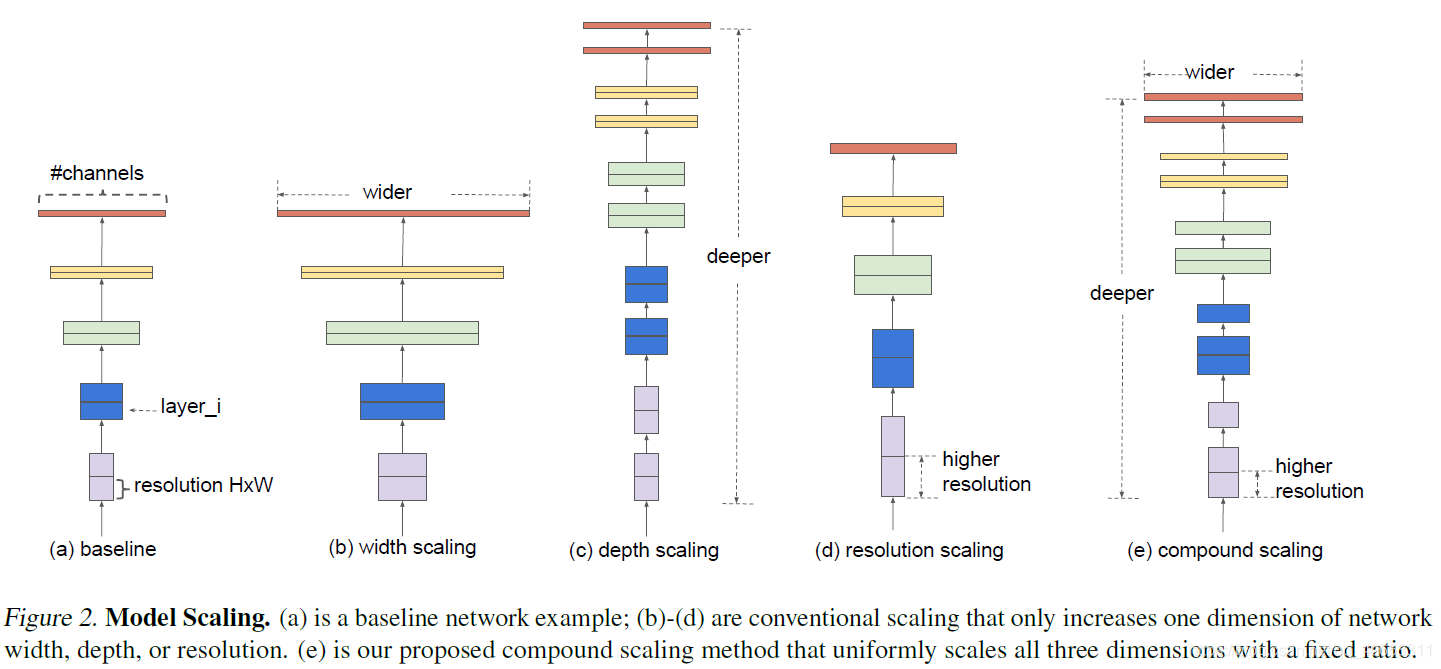 #channels
layer_i
resolution HxW
(a) baseline
wider
(b) width scaling
deeper
(c) depth scaling
higher
resolution
(d) resolution scaling
wider
deeper
higher
resolution
(e) compound scaling
Figure 2. Model Scaling. (a) is a baseline network example; (b)-(d) are conventional scaling that only increases one dimension of network
width, depth, or resolution. (e) is our proposed compound scaling method that uniformly scales all three dimensions with a fixed ratio.